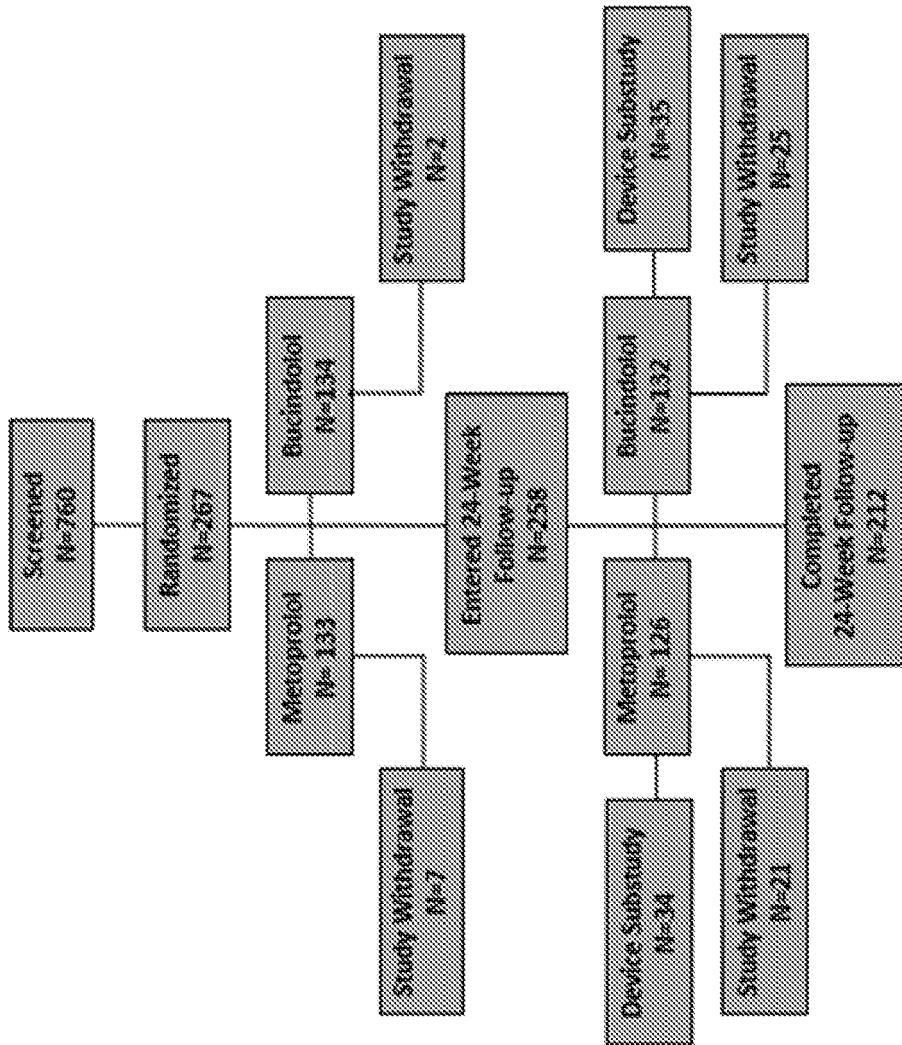 Screened
N=760
Randomized
N=267
Metoprolol
N= 133
Bucindolol
N=134
Study Withdrawal
N=7
Study Withdrawal
N=2
Entered 24-Week
Follow-up
N=258
Metoprolol
N= 126
Bucindolol
N=132
Device Substudy
N=34
Device Substudy
N=35
Study Withdrawal
N=21
Study Withdrawal
N=25
Completed
24-Week Follow-up
N=212